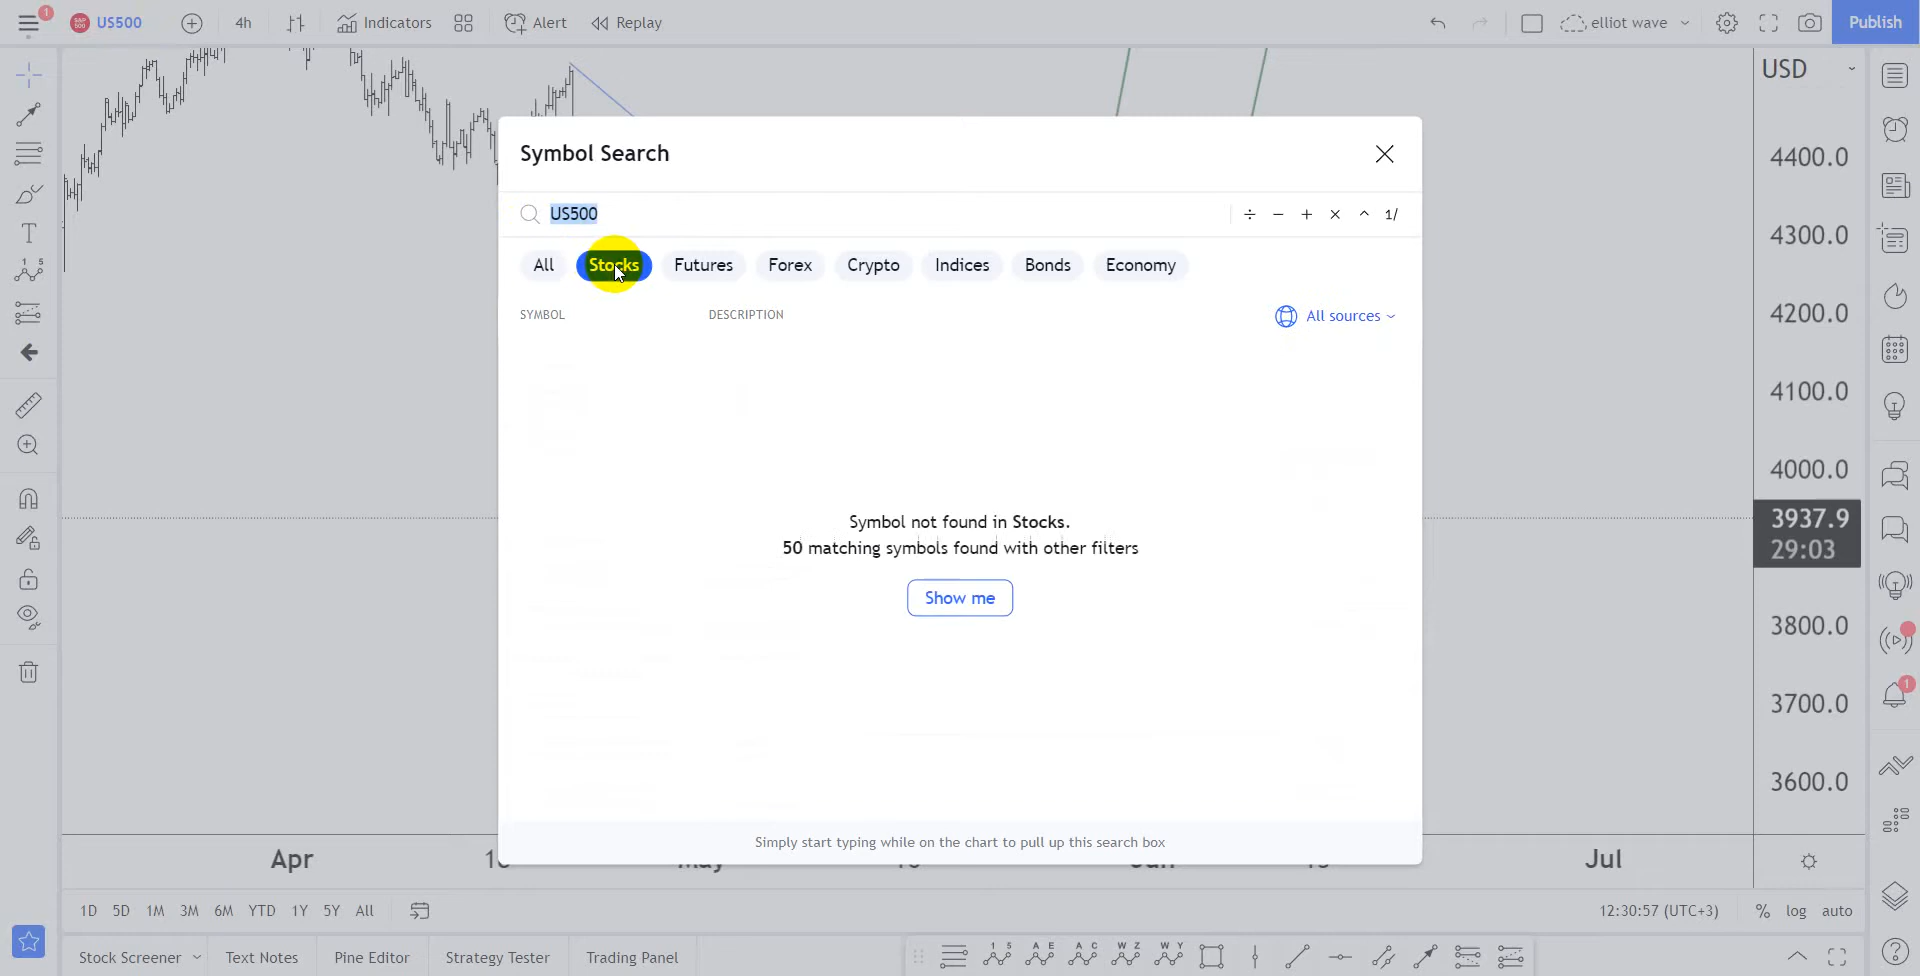 1
S&P
500
US500
4h
Indicators
Alert
Replay
elliot wave
Publish
USD
Symbol Search
US500
÷ − + × ^ 1/
All
Stocks
Futures
Forex
Crypto
Indices
Bonds
Economy
SYMBOL
DESCRIPTION
All sources
Symbol not found in Stocks.
50 matching symbols found with other filters
Show me
Simply start typing while on the chart to pull up this search box
4400.0
4300.0
4200.0
4100.0
4000.0
3937.9
29:03
3800.0
3700.0
3600.0
1
Apr
Jul
1D 5D 1M 3M 6M YTD 1Y 5Y All
12:30:57 (UTC+3)
% log auto
Stock Screener
Text Notes
Pine Editor
Strategy Tester
Trading Panel
1 5
A E
A C
W Z
W Y